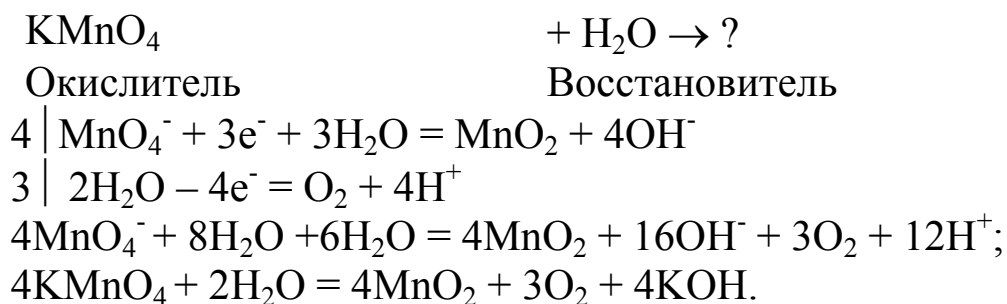 KMnO₄ + H₂O → ?
Окислитель Восстановитель
4 | MnO₄⁻ + 3e⁻ + 3H₂O = MnO₂ + 4OH⁻
3 | 2H₂O – 4e⁻ = O₂ + 4H⁺
4MnO₄⁻ + 8H₂O +6H₂O = 4MnO₂ + 16OH⁻ + 3O₂ + 12H⁺;
4KMnO₄ + 2H₂O = 4MnO₂ + 3O₂ + 4KOH.